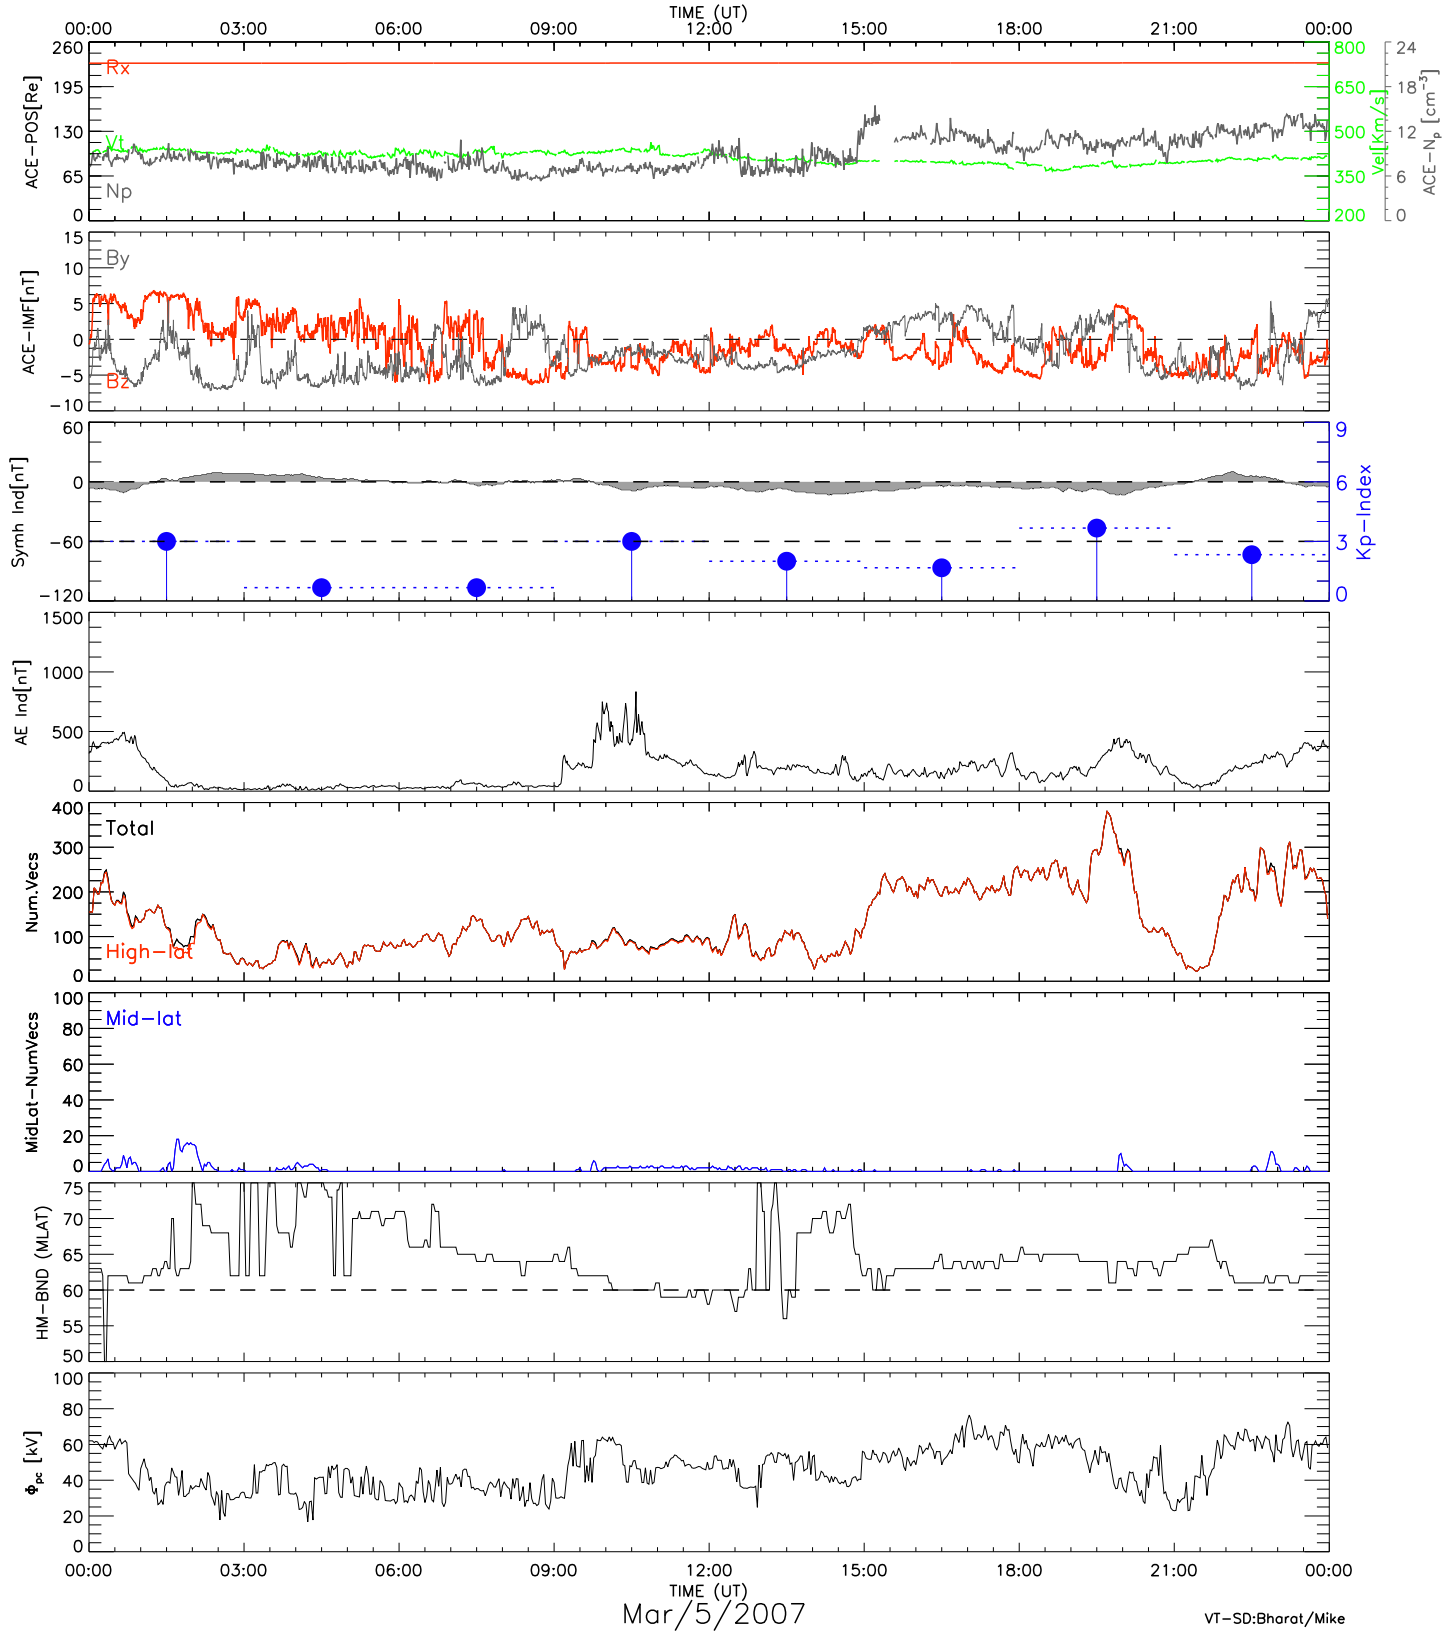 TIME (UT)
00:00 03:00 06:00 09:00 12:00 15:00 18:00 21:00 00:00
ACE-POS[Re]
260
195
130
65
0
Rx
Vt
Np
800
650
500
350
200
Vel[Km/s]
24
18
12
6
0
ACE-Np [cm-3]
ACE-IMF[nT]
15
10
5
0
-5
-10
By
Bz
Symh Ind[nT]
60
0
-60
-120
9
6
3
0
Kp-Index
AE Ind[nT]
1500
1000
500
0
Num.Vecs
400
300
200
100
0
Total
High-lat
MidLat-NumVecs
100
80
60
40
20
0
Mid-lat
HM-BND (MLAT)
75
70
65
60
55
50
Φpc [kV]
100
80
60
40
20
0
00:00 03:00 06:00 09:00 12:00 15:00 18:00 21:00 00:00
TIME (UT)
Mar/5/2007
VT-SD:Bharat/Mike